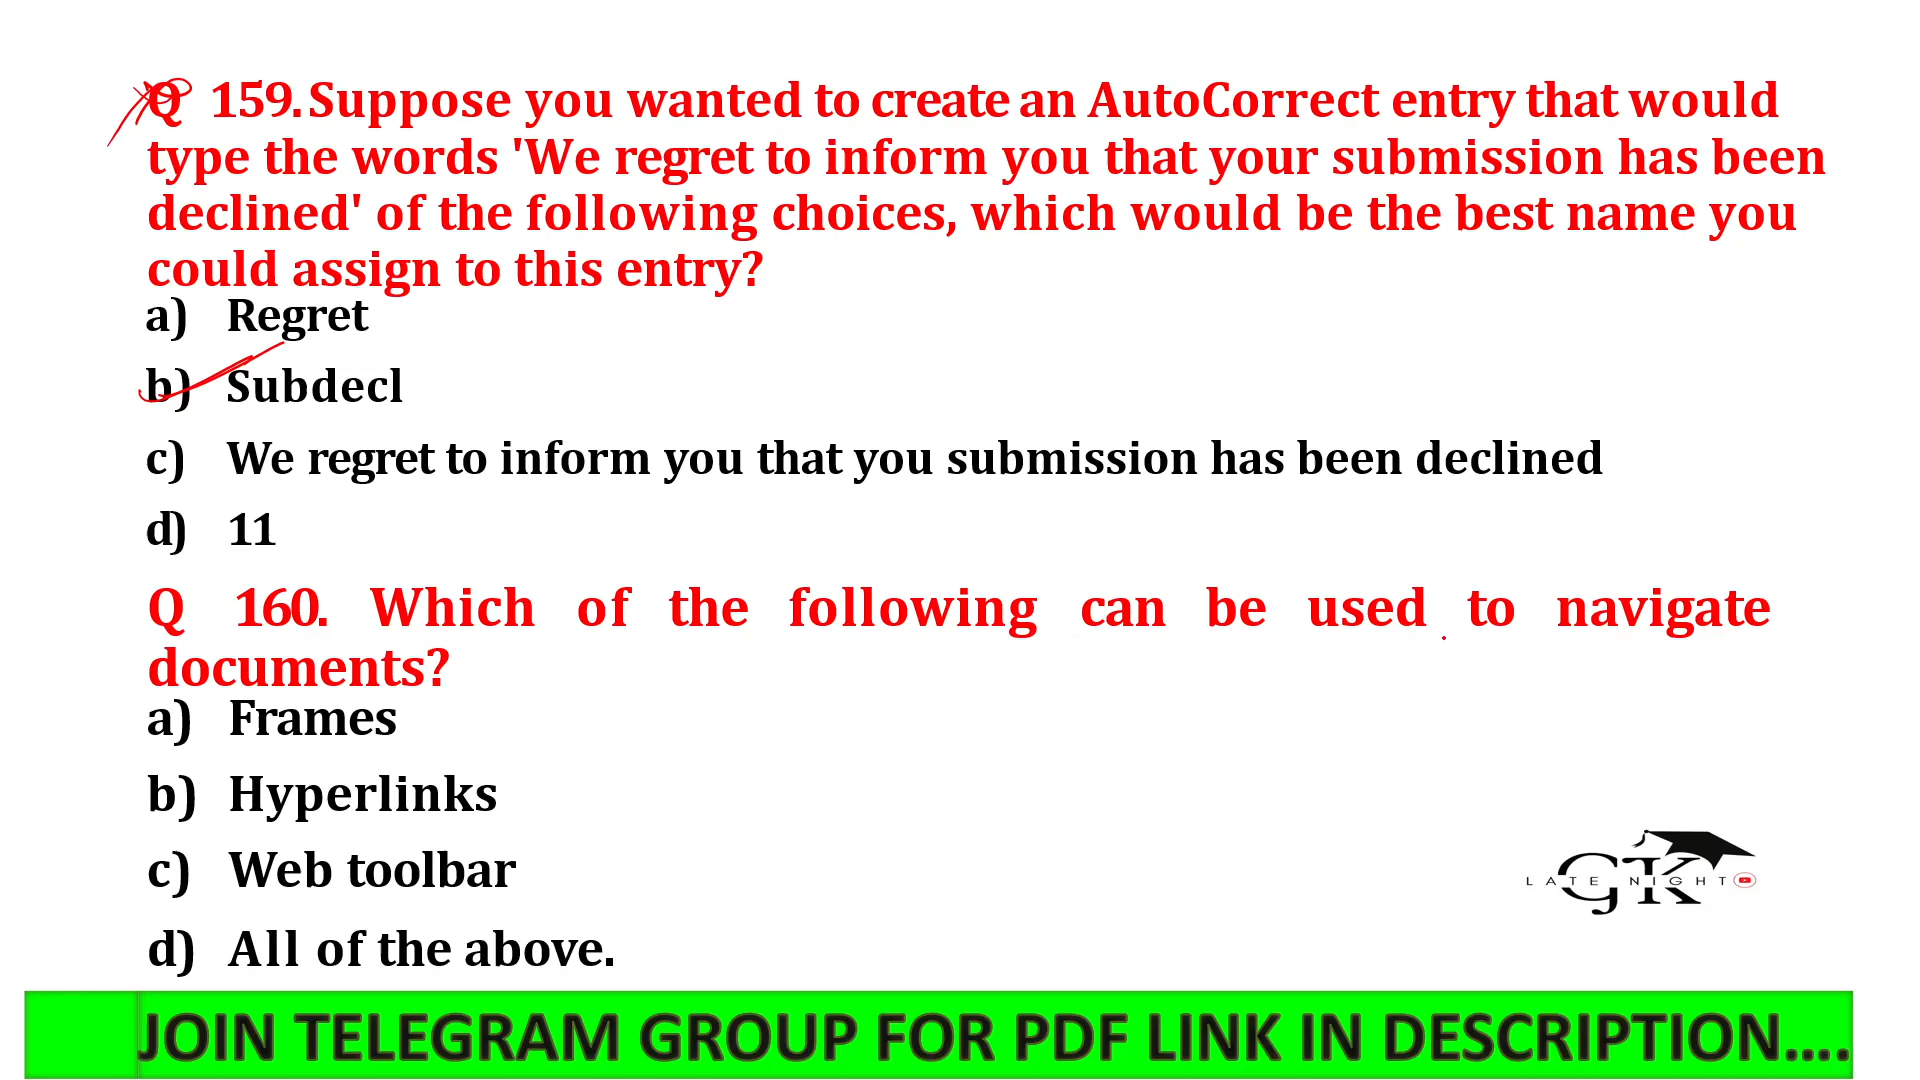 Q 159. Suppose you wanted to create an AutoCorrect entry that would
type the words 'We regret to inform you that your submission has been
declined' of the following choices, which would be the best name you
could assign to this entry?
a) Regret
b) Subdecl
c) We regret to inform you that you submission has been declined
d) 11
Q 160. Which of the following can be used to navigate
documents?
a) Frames
b) Hyperlinks
c) Web toolbar
d) All of the above.
GK
LATE NIGHT
JOIN TELEGRAM GROUP FOR PDF LINK IN DESCRIPTION....